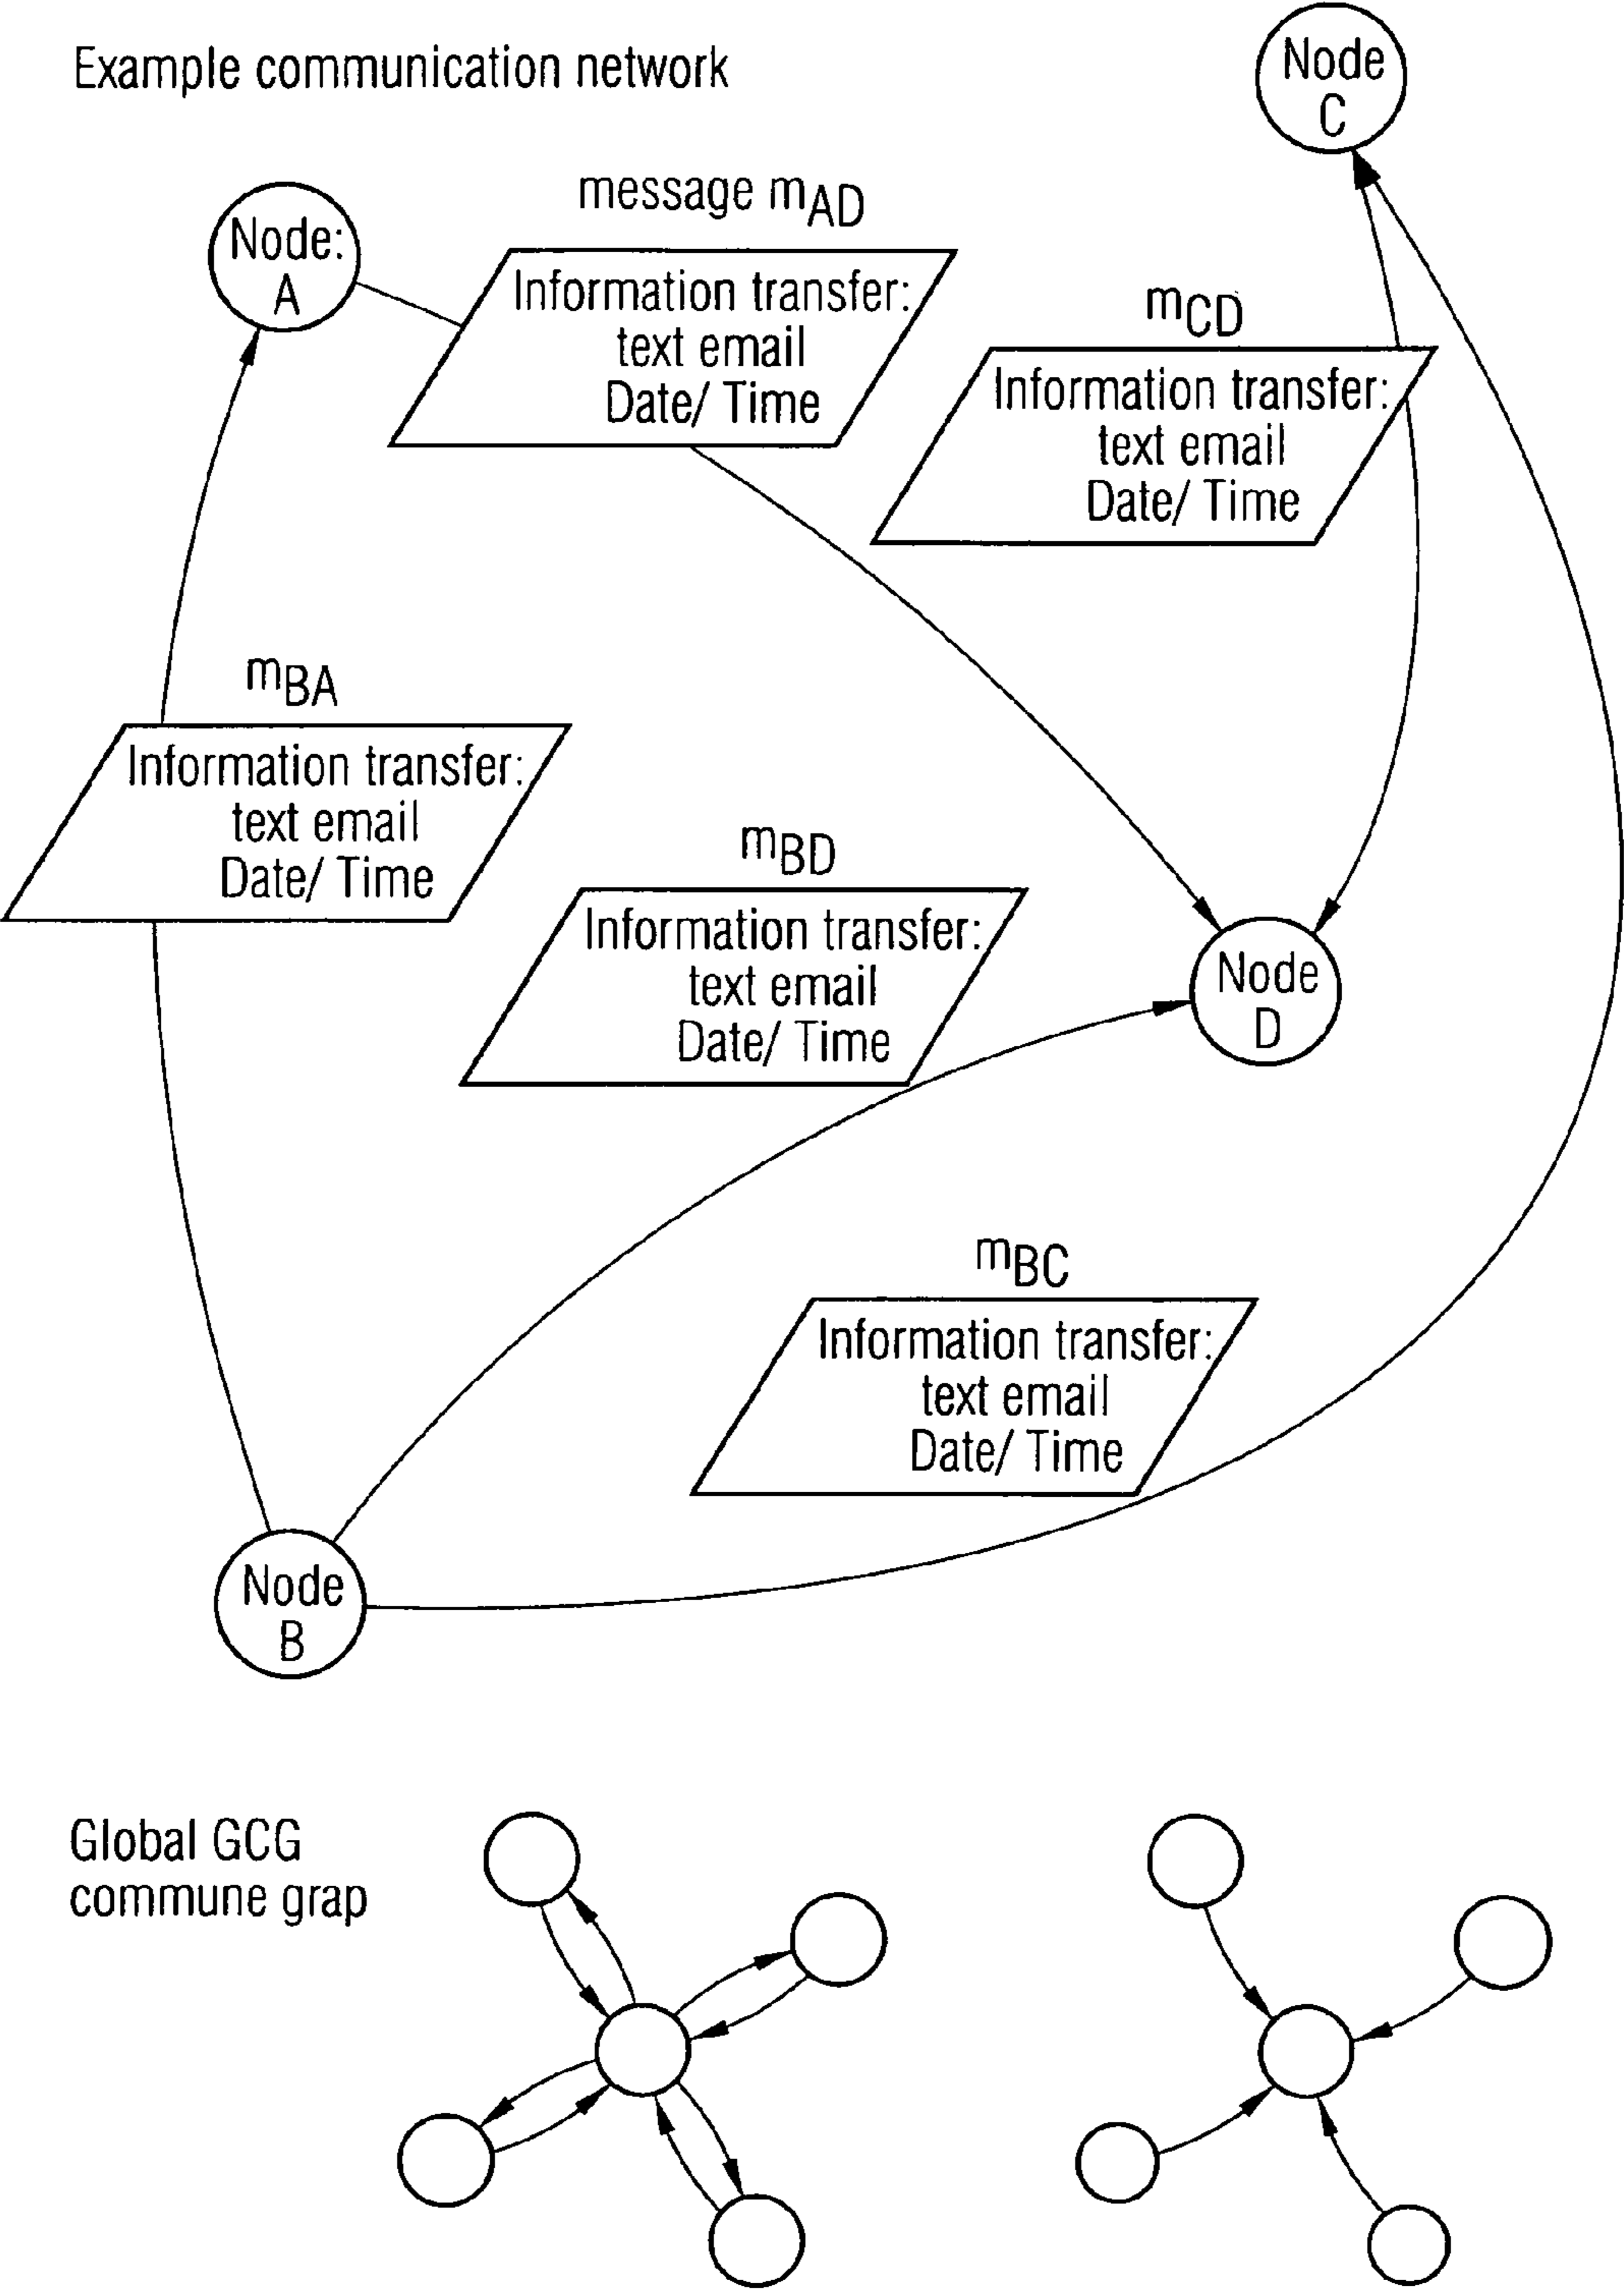 Example communication network
Node
C
message mAD
Node:
A
Information transfer:
text email
Date/ Time
mCD
Information transfer:
text email
Date/ Time
mBA
Information transfer:
text email
Date/ Time
mBD
Information transfer:
text email
Date/ Time
Node
D
mBC
Information transfer:
text email
Date/ Time
Node
B
Global GCG
commune grap